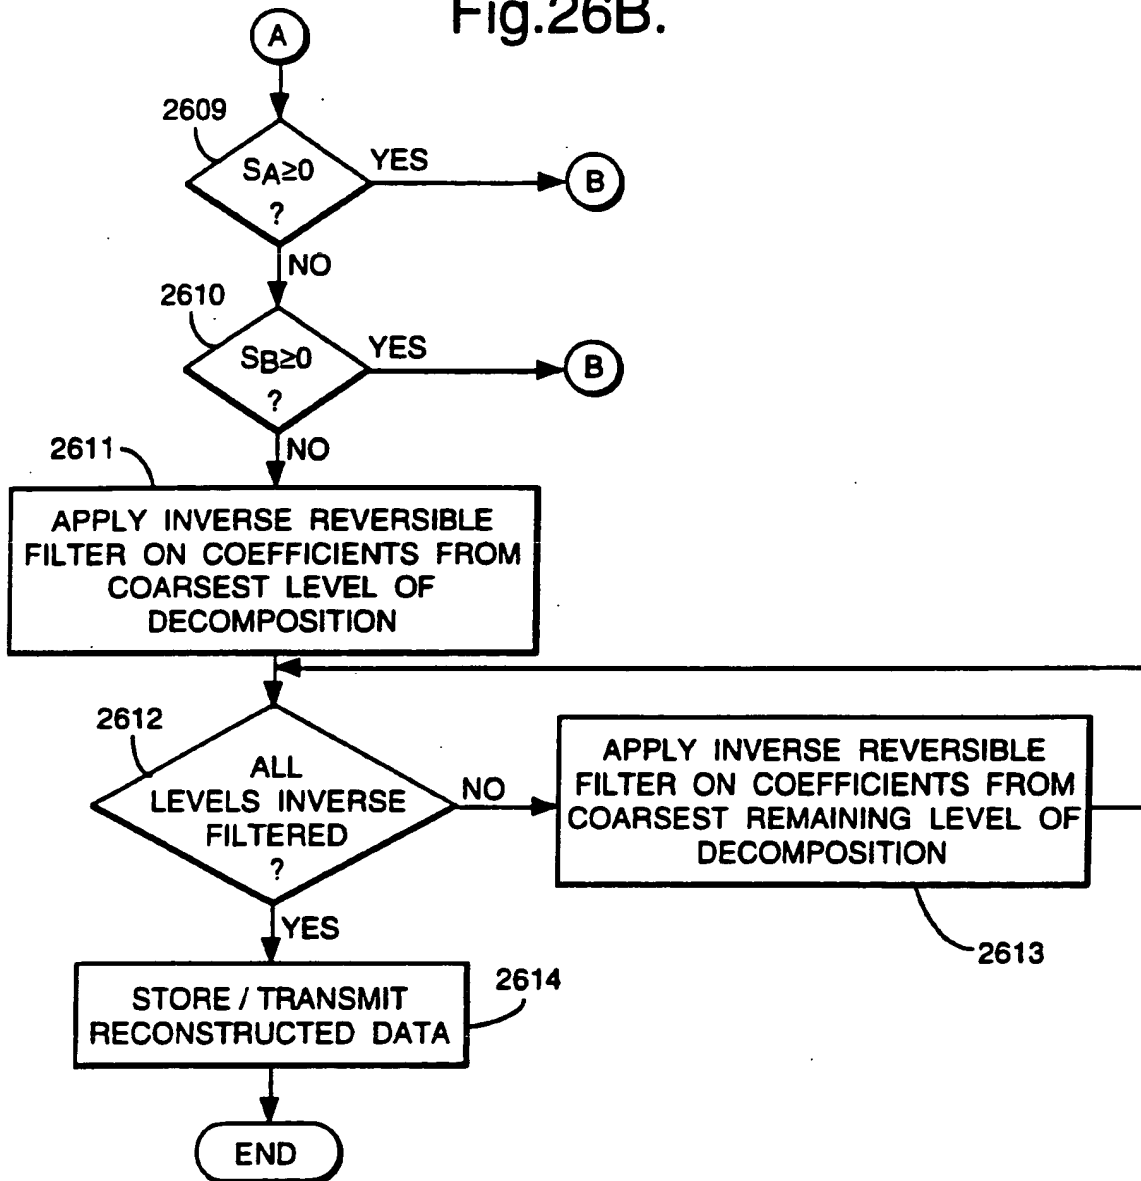 Fig.26B.
A
2609
SA≥0
?
YES
B
NO
2610
SB≥0
?
YES
B
NO
2611
APPLY INVERSE REVERSIBLE
FILTER ON COEFFICIENTS FROM
COARSEST LEVEL OF
DECOMPOSITION
2612
ALL
LEVELS INVERSE
FILTERED
?
NO
APPLY INVERSE REVERSIBLE
FILTER ON COEFFICIENTS FROM
COARSEST REMAINING LEVEL OF
DECOMPOSITION
2613
YES
STORE / TRANSMIT
RECONSTRUCTED DATA
2614
END